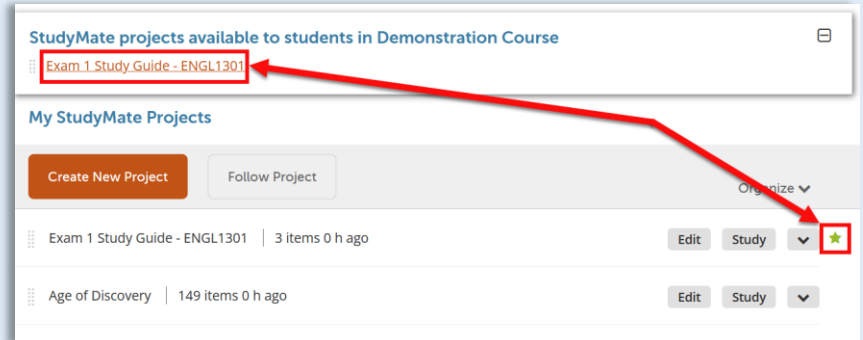 StudyMate projects available to students in Demonstration Course
Exam 1 Study Guide - ENGL1301
My StudyMate Projects
Create New Project Follow Project
Organize
Exam 1 Study Guide - ENGL1301 3 items 0 h ago Edit Study
Age of Discovery 149 items 0 h ago Edit Study